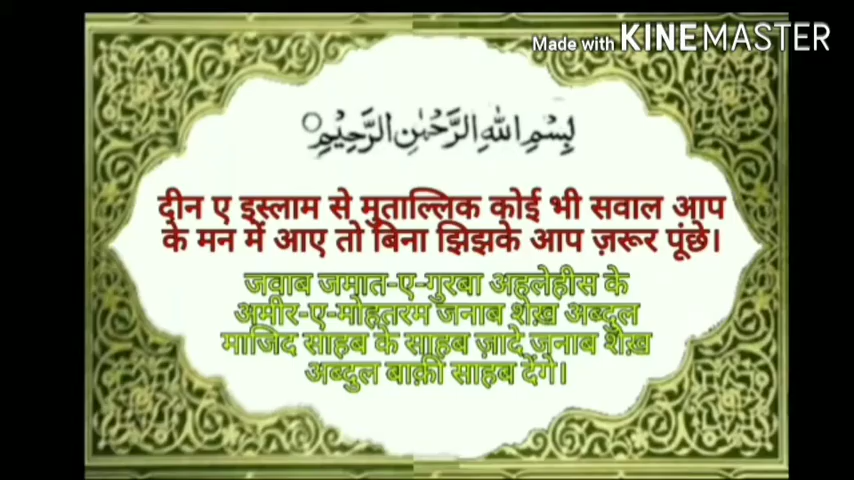 Made with KINEMASTER
بِسْمِ اللهِ الرَّحْمٰنِ الرَّحِيْمِ
दीन ए इस्लाम से मुताल्लिक कोई भी सवाल आप
के मन में आए तो बिना झिझके आप ज़रूर पूंछे।
जवाब जमात-ए-गुरबा अहलेहीस के
अमीर-ए-मोहतरम जनाब शेख़ अब्दुल
माजिद साहब के साहब ज़ादे जनाब शेख़
अब्दुल बाक़ी साहब देंगे।